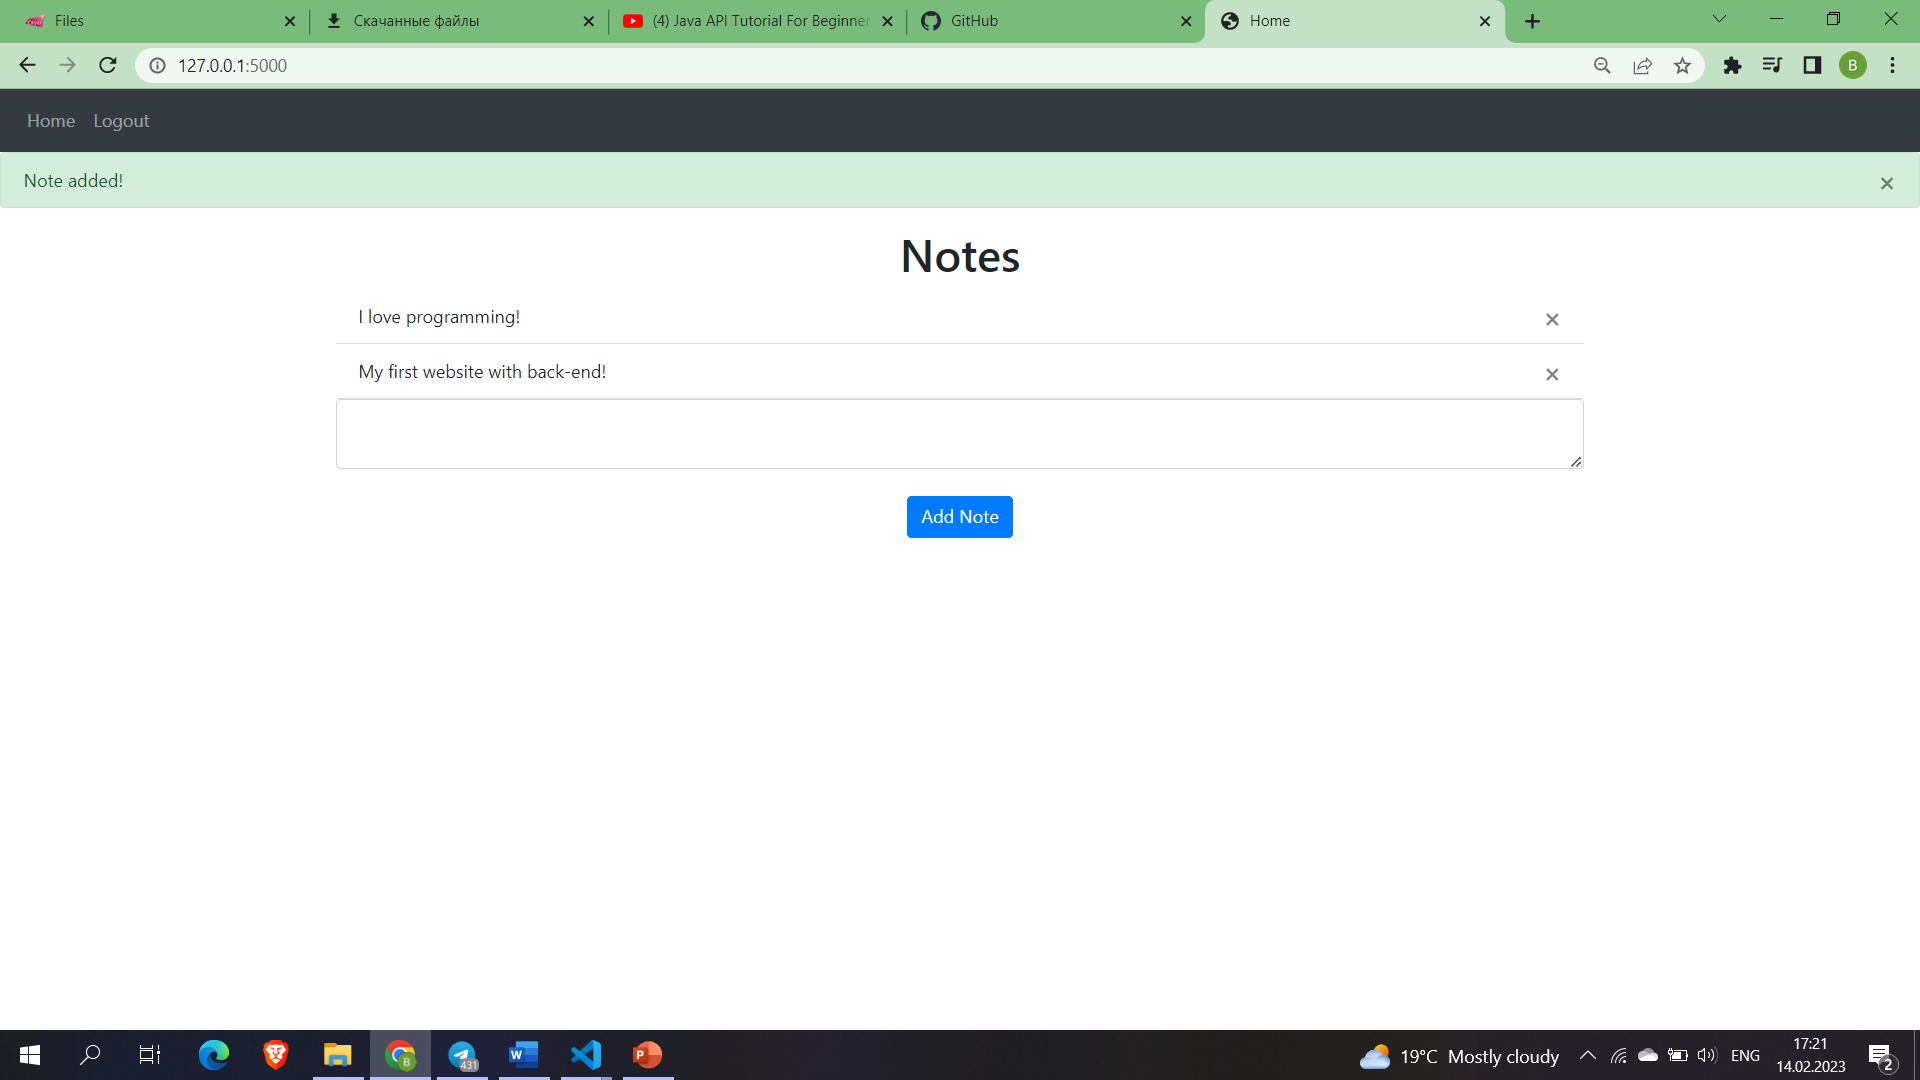 Files
Скачанные файлы
(4) Java API Tutorial For Beginner
GitHub
Home
127.0.0.1:5000
B
Home Logout
Note added!
Notes
I love programming!
My first website with back-end!
Add Note
B
431
W
P
19°C Mostly cloudy
ENG
17:21
14.02.2023
2